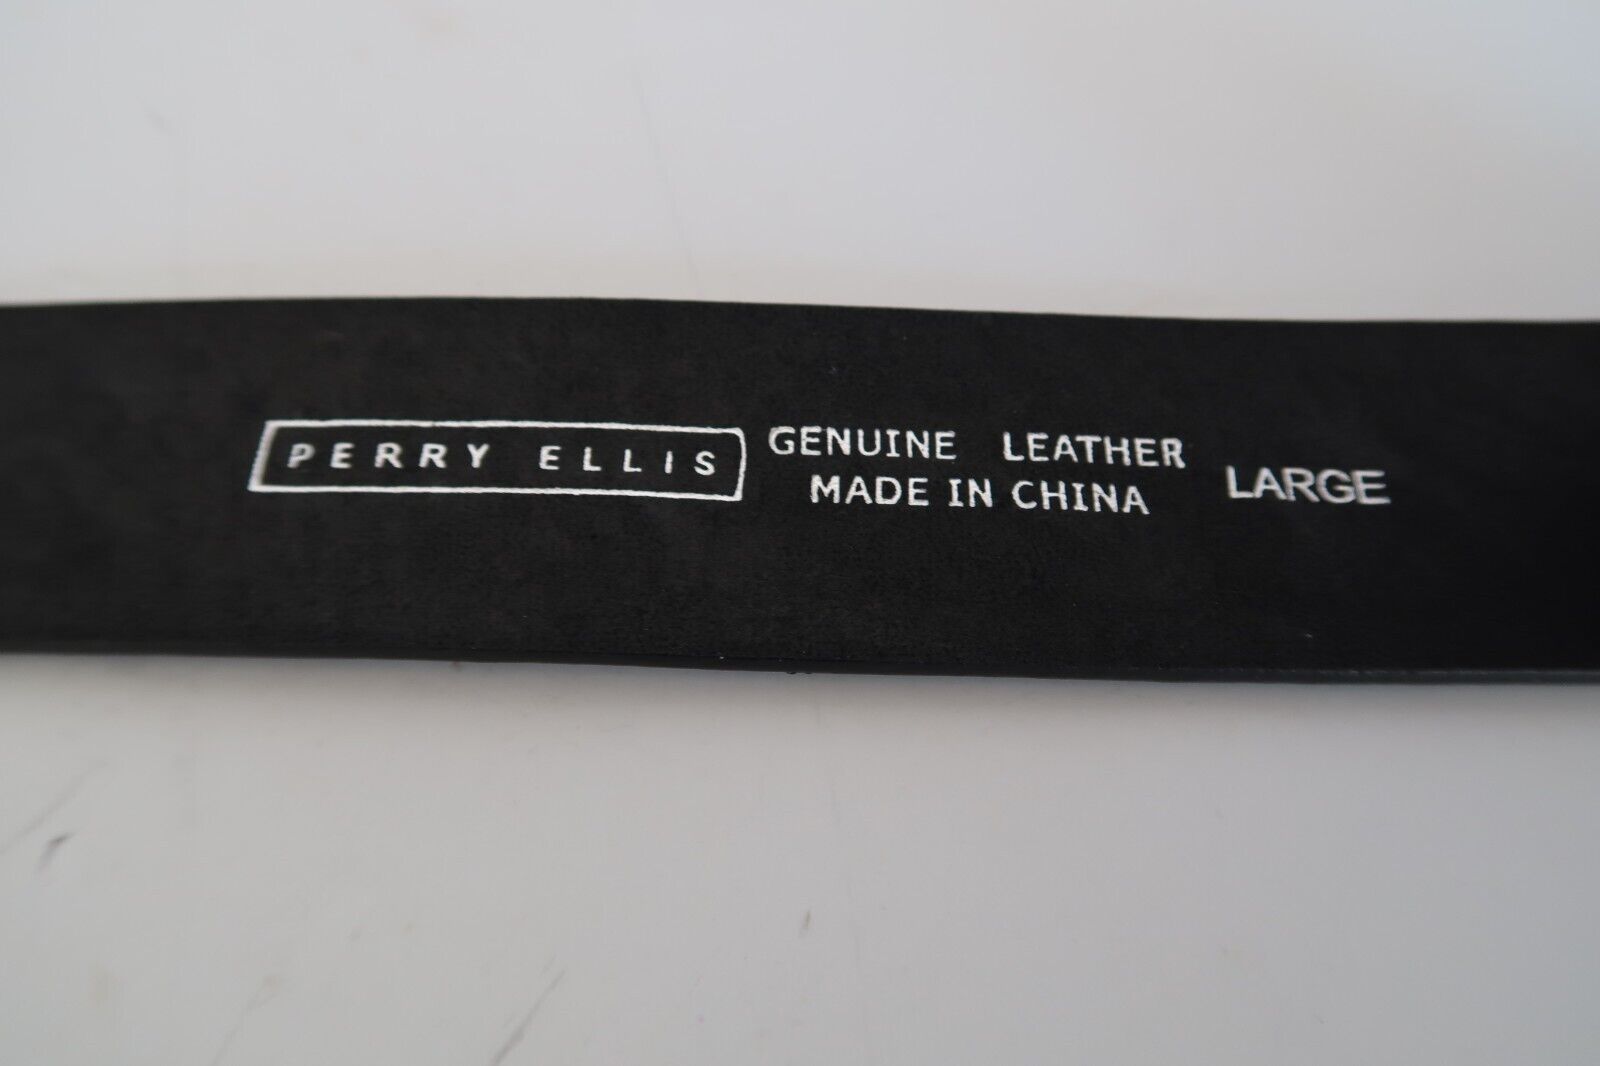 PERRY ELLIS
GENUINE LEATHER
MADE IN CHINA
LARGE